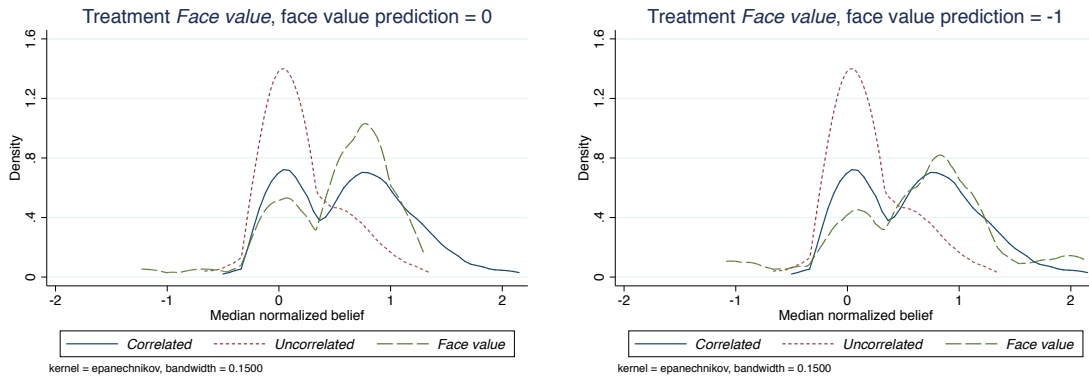 Treatment Face value, face value prediction = 0
1.6
1.2
.8
.4
0
Density
-2 -1 0 1 2
Median normalized belief
Correlated Uncorrelated Face value
kernel = epanechnikov, bandwidth = 0.1500
Treatment Face value, face value prediction = -1
1.6
1.2
.8
.4
0
Density
-2 -1 0 1 2
Median normalized belief
Correlated Uncorrelated Face value
kernel = epanechnikov, bandwidth = 0.1500